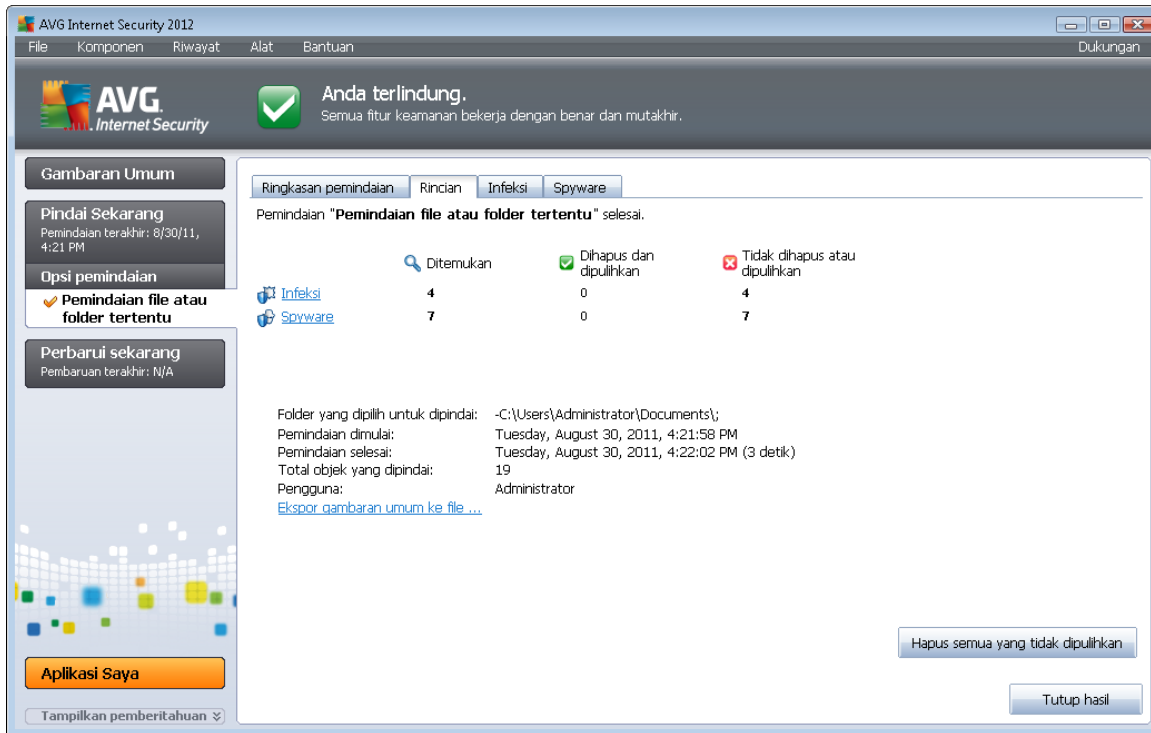 AVG Internet Security 2012
File Komponen Riwayat Alat Bantuan Dukungan
AVG.
Internet Security
Anda terlindung.
Semua fitur keamanan bekerja dengan benar dan mutakhir.
Gambaran Umum
Pindai Sekarang
Pemindaian terakhir: 8/30/11,
4:21 PM
Opsi pemindaian
Pemindaian file atau
folder tertentu
Perbarui sekarang
Pembaruan terakhir: N/A
Aplikasi Saya
Tampilkan pemberitahuan
Ringkasan pemindaian Rincian Infeksi Spyware
Pemindaian "Pemindaian file atau folder tertentu" selesai.
Ditemukan
Dihapus dan
dipulihkan
Tidak dihapus atau
dipulihkan
Infeksi 4 0 4
Spyware 7 0 7
Folder yang dipilih untuk dipindai: -C:\Users\Administrator\Documents\;
Pemindaian dimulai: Tuesday, August 30, 2011, 4:21:58 PM
Pemindaian selesai: Tuesday, August 30, 2011, 4:22:02 PM (3 detik)
Total objek yang dipindai: 19
Pengguna: Administrator
Ekspor gambaran umum ke file ...
Hapus semua yang tidak dipulihkan
Tutup hasil